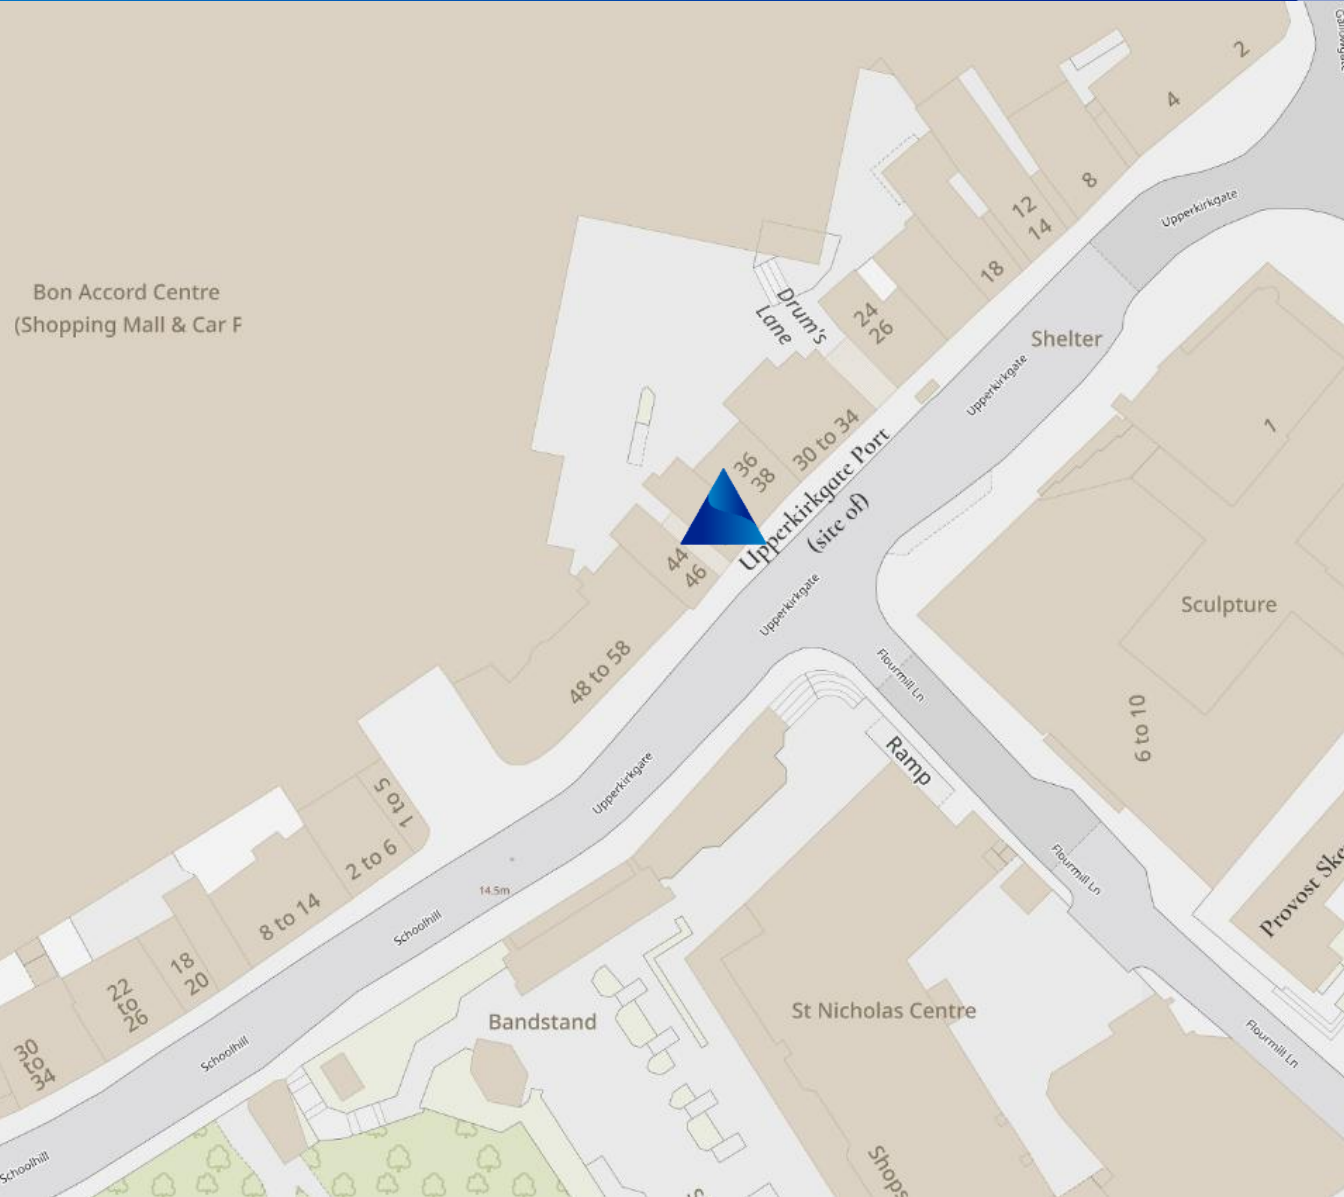 Gallowgate
2
4
8
12
14
18
Upperkirkgate
24
26
Drum's
Lane
Bon Accord Centre
(Shopping Mall & Car F
Shelter
Upperkirkgate
1
30 to 34
36
38
Upperkirkgate Port
(site of)
44
46
Upperkirkgate
Sculpture
48 to 58
Flourmill Ln
6 to 10
Ramp
Upperkirkgate
1 to 5
2 to 6
8 to 14
14.5m
Schoolhill
Flourmill Ln
Provost Ske
18
20
22
to
26
30
to
34
Bandstand
St Nicholas Centre
Schoolhill
Flourmill Ln
Schoolhill
Shops